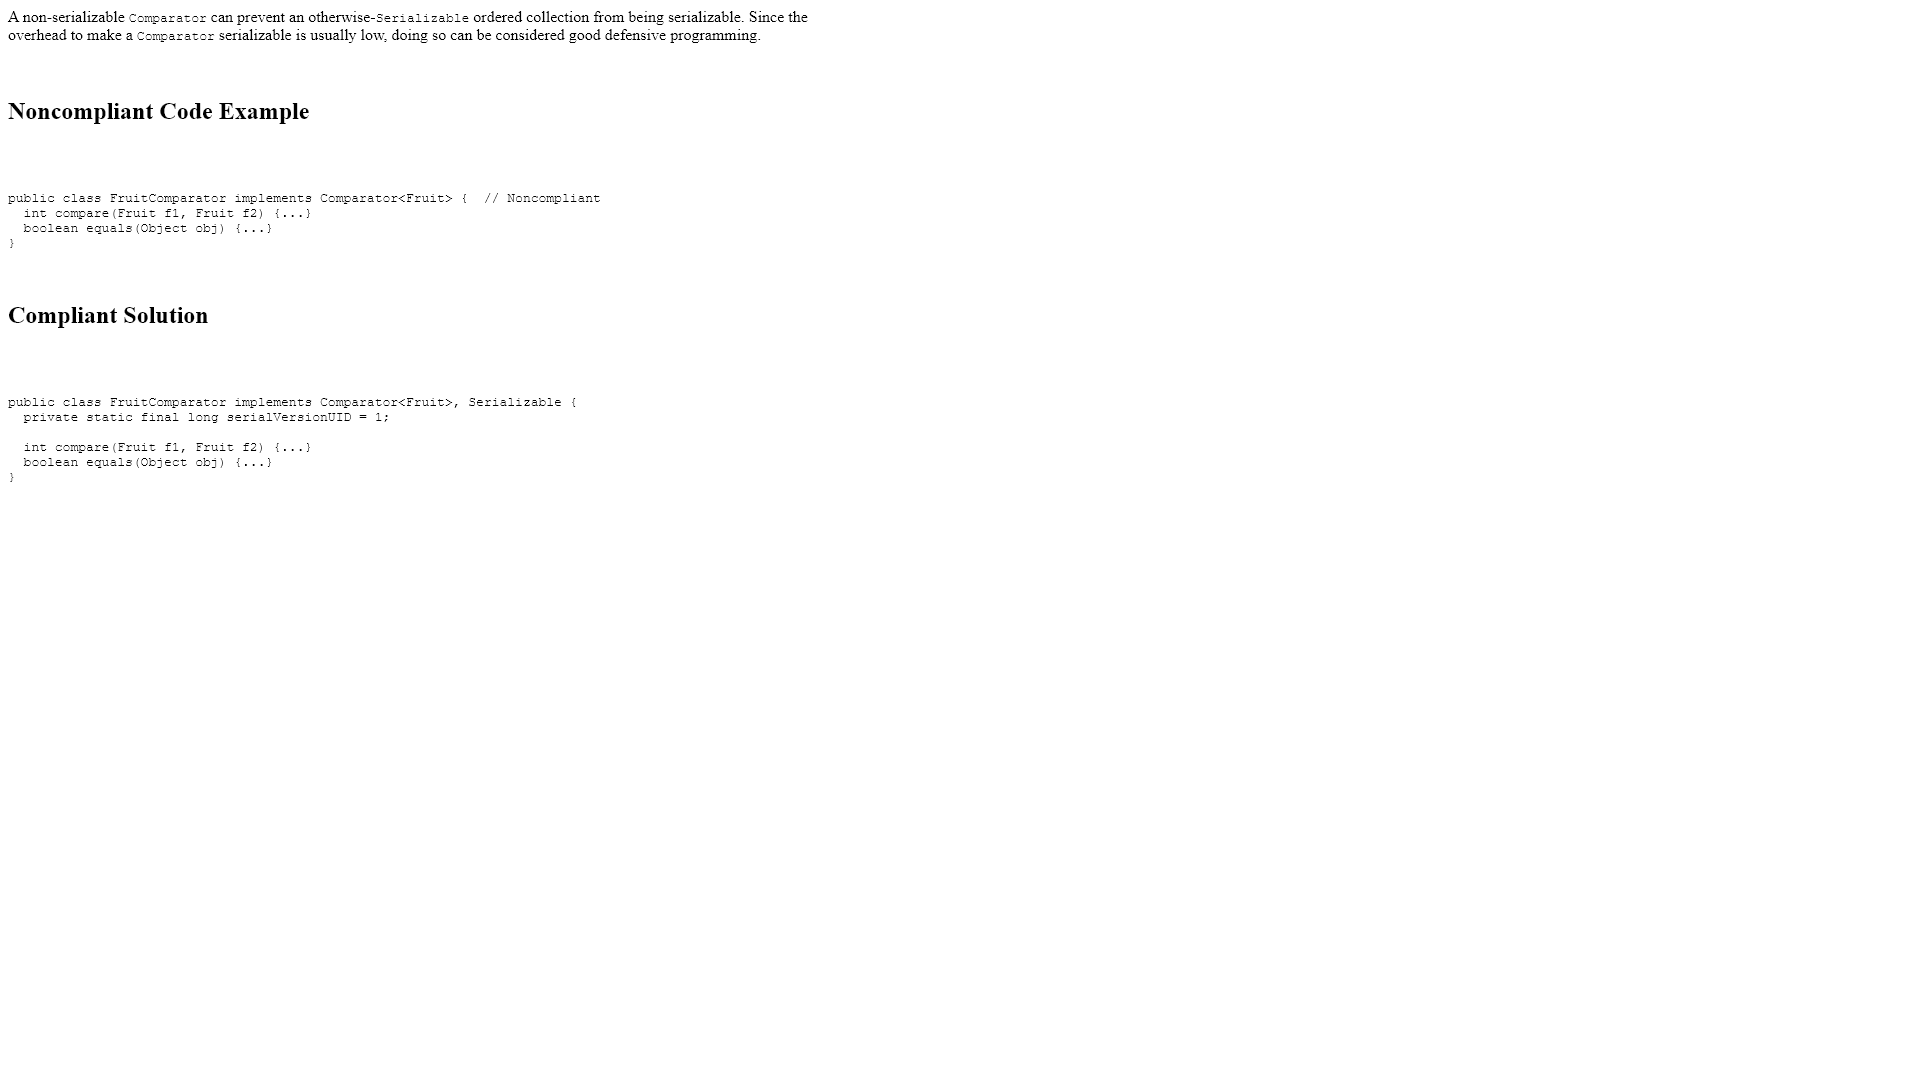 A non-serializable Comparator can prevent an otherwise-Serializable ordered collection from being serializable. Since the
overhead to make a Comparator serializable is usually low, doing so can be considered good defensive programming.
Noncompliant Code Example
public class FruitComparator implements Comparator<Fruit> {  // Noncompliant
  int compare(Fruit f1, Fruit f2) {...}
  boolean equals(Object obj) {...}
}
Compliant Solution
public class FruitComparator implements Comparator<Fruit>, Serializable {
  private static final long serialVersionUID = 1;
  int compare(Fruit f1, Fruit f2) {...}
  boolean equals(Object obj) {...}
}